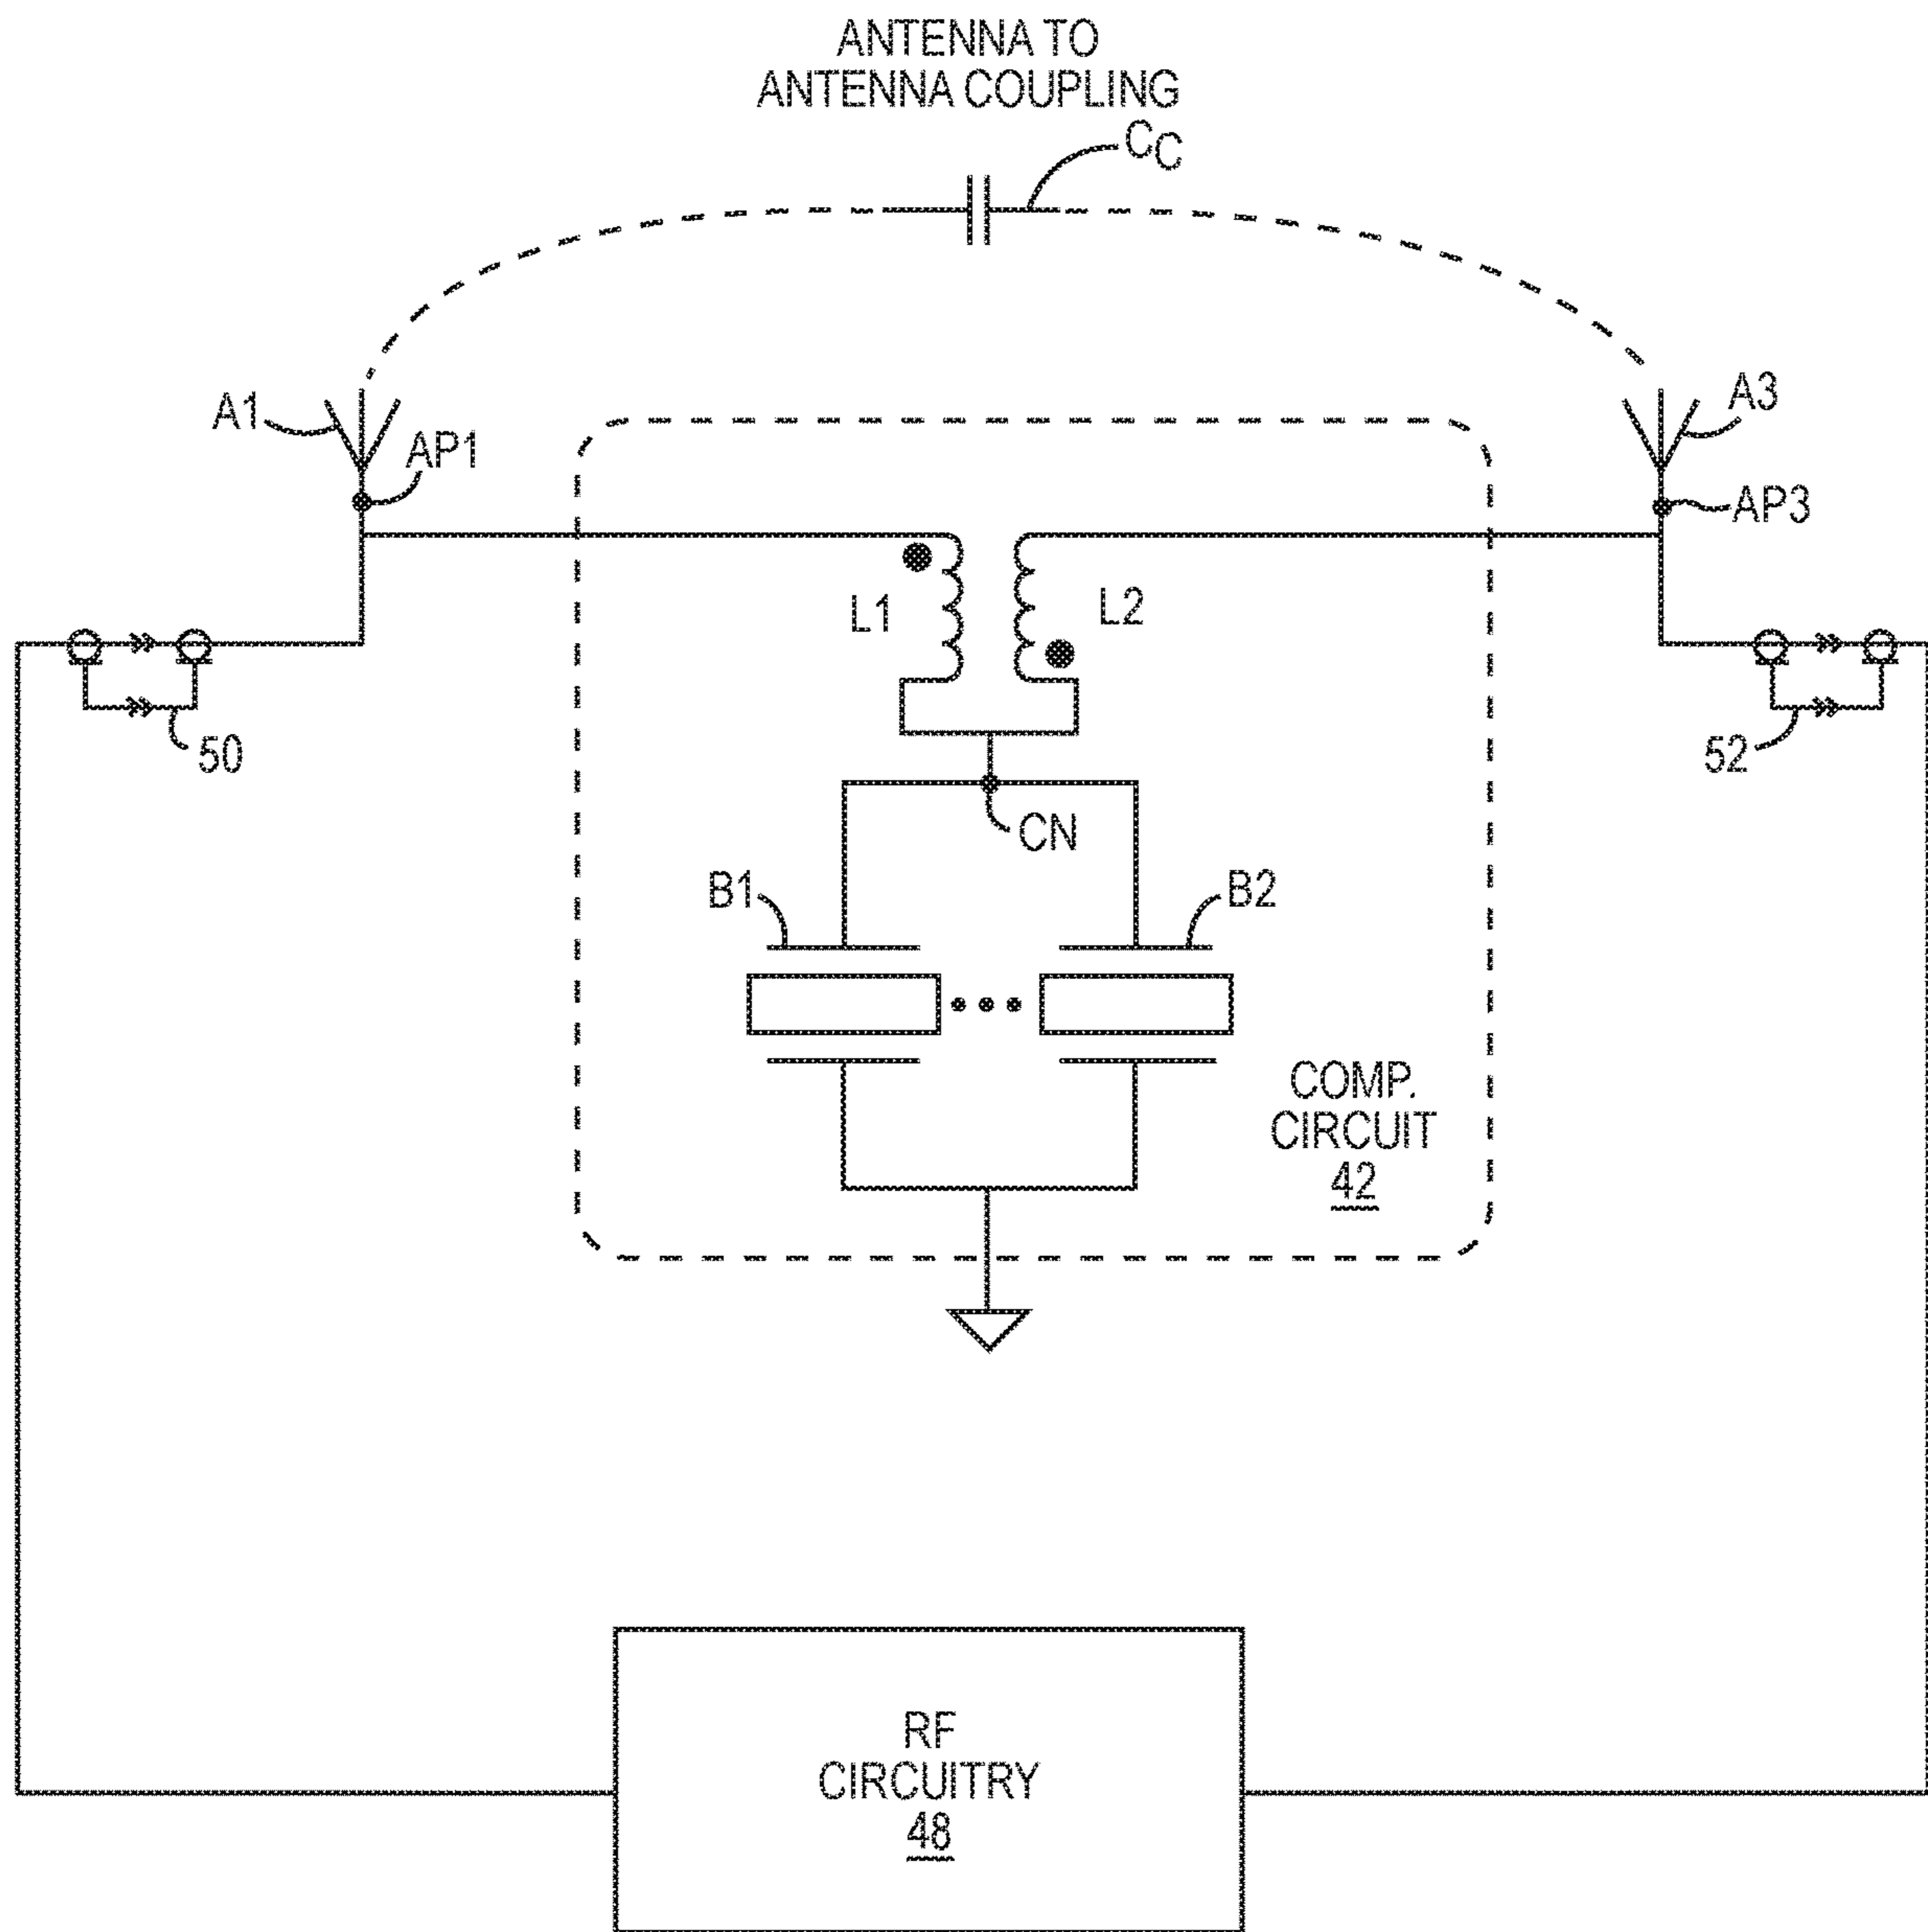 ANTENNA TO
ANTENNA COUPLING
CC
A1
A3
AP1
AP3
L1
L2
50
52
CN
B1
B2
COMP.
CIRCUIT
42
RF
CIRCUITRY
48